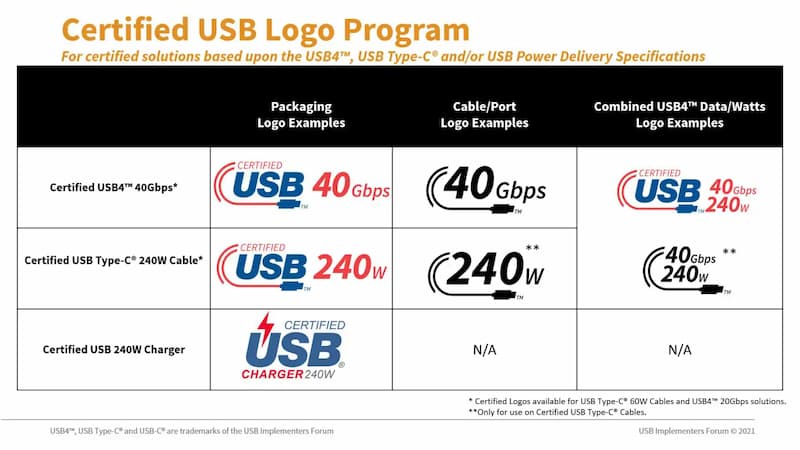 Certified USB Logo Program
For certified solutions based upon the USB4™, USB Type-C® and/or USB Power Delivery Specifications
Packaging
Logo Examples
Cable/Port
Logo Examples
Combined USB4™ Data/Watts
Logo Examples
Certified USB4™ 40Gbps*
CERTIFIED
USB 40Gbps
TM
40Gbps
TM
CERTIFIED
USB 40Gbps
240W
TM
Certified USB Type-C® 240W Cable*
CERTIFIED
USB 240W
TM
240W**
TM
40Gbps **
240W
TM
Certified USB 240W Charger
CERTIFIED
USB®
CHARGER 240W
N/A
N/A
* Certified Logos available for USB Type-C® 60W Cables and USB4™ 20Gbps solutions.
**Only for use on Certified USB Type-C® Cables.
USB4™, USB Type-C® and USB-C® are trademarks of the USB Implementers Forum
USB Implementers Forum © 2021